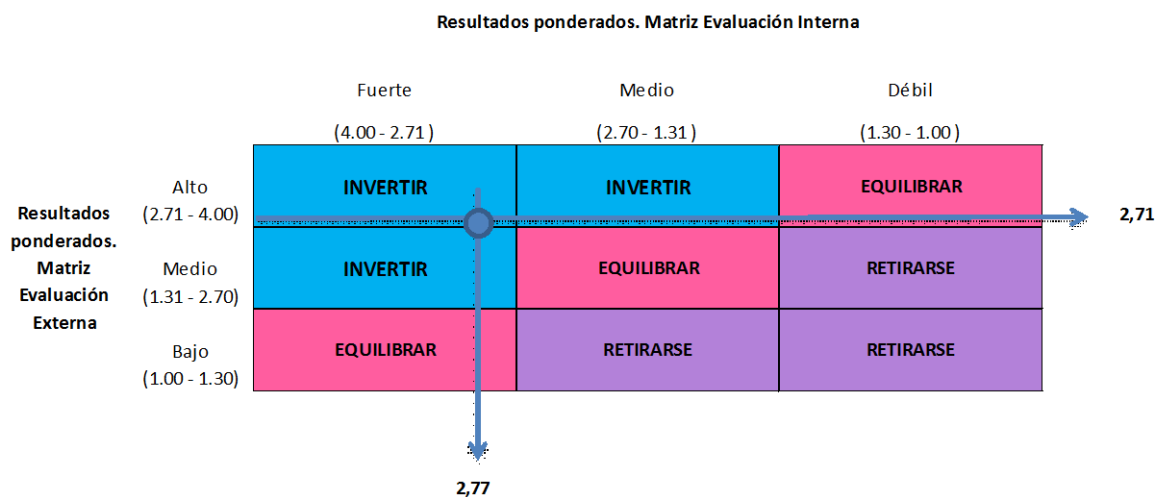 Resultados ponderados. Matriz Evaluación Interna
Fuerte
Medio
Débil
(4.00 - 2.71 )
(2.70 - 1.31)
(1.30 - 1.00 )
Resultados
ponderados.
Matriz
Evaluación
Externa
Alto
(2.71 - 4.00)
INVERTIR
INVERTIR
EQUILIBRAR
2,71
Medio
(1.31 - 2.70)
INVERTIR
EQUILIBRAR
RETIRARSE
Bajo
(1.00 - 1.30)
EQUILIBRAR
RETIRARSE
RETIRARSE
2,77